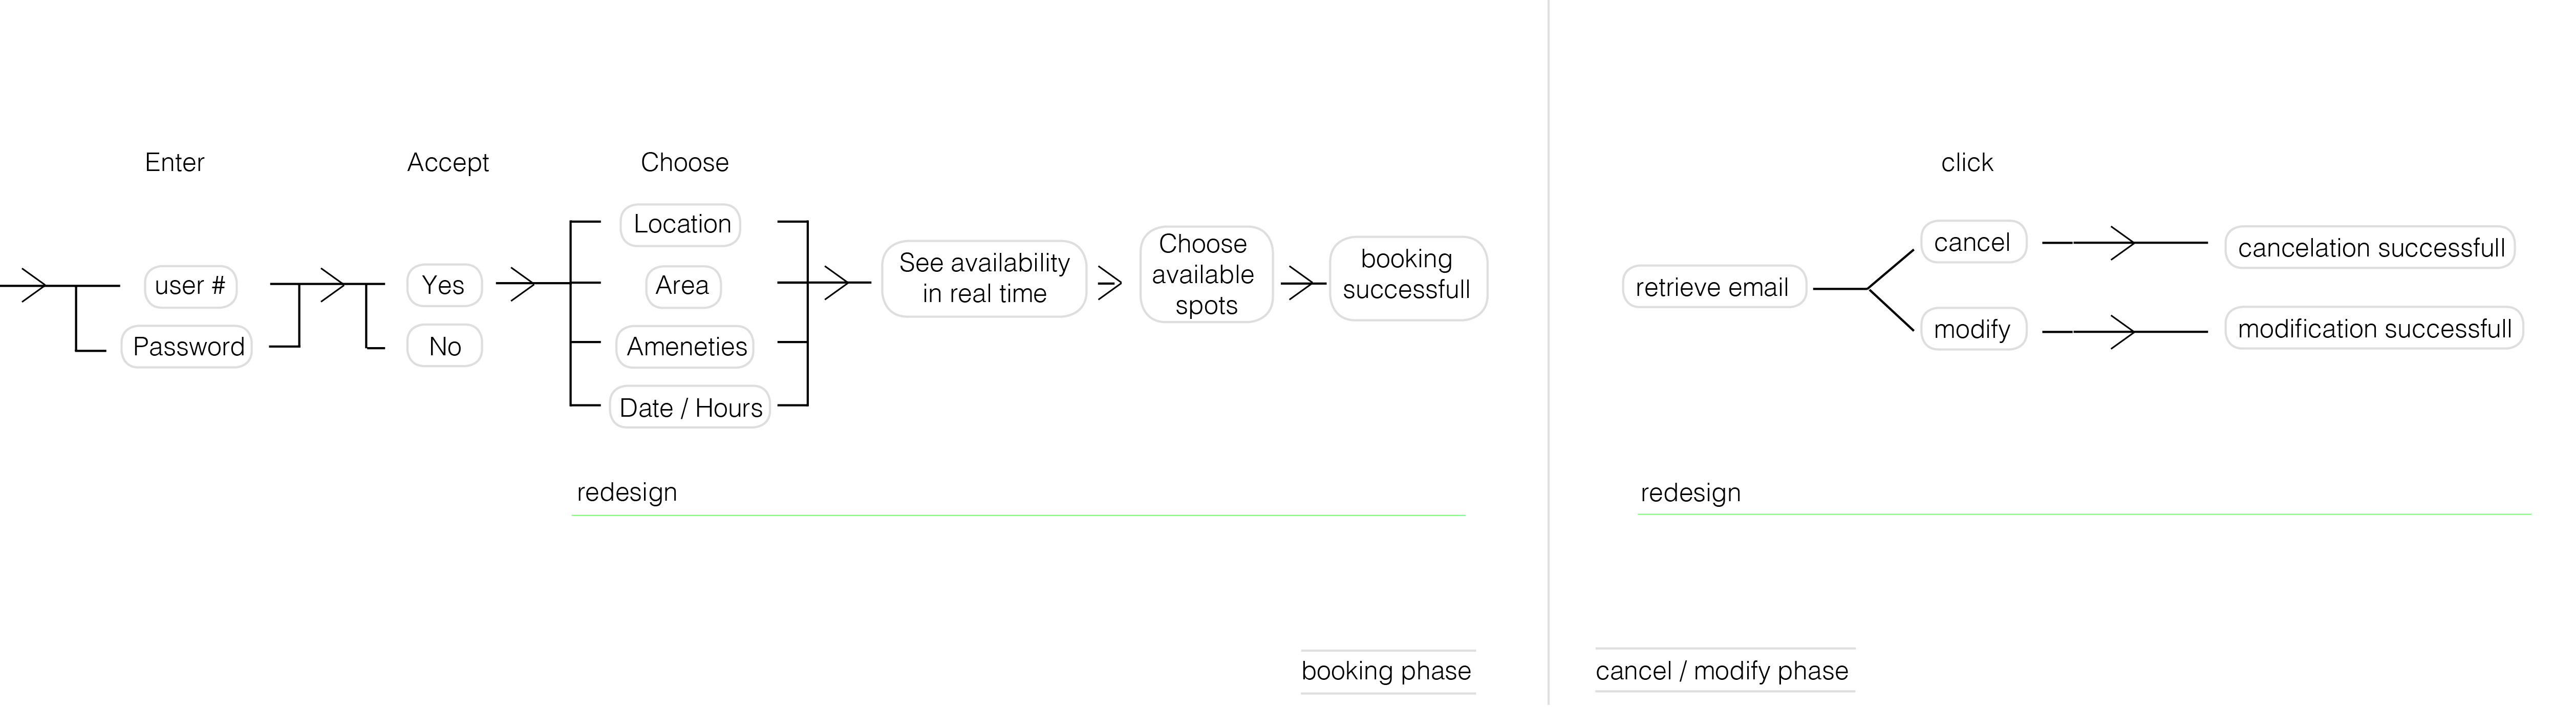 Enter
user #
Password
Accept
Yes
No
Choose
Location
Area
Ameneties
Date / Hours
See availability
in real time
Choose
available
spots
booking
successfull
redesign
booking phase
click
retrieve email
cancel
modify
cancelation successfull
modification successfull
redesign
cancel / modify phase